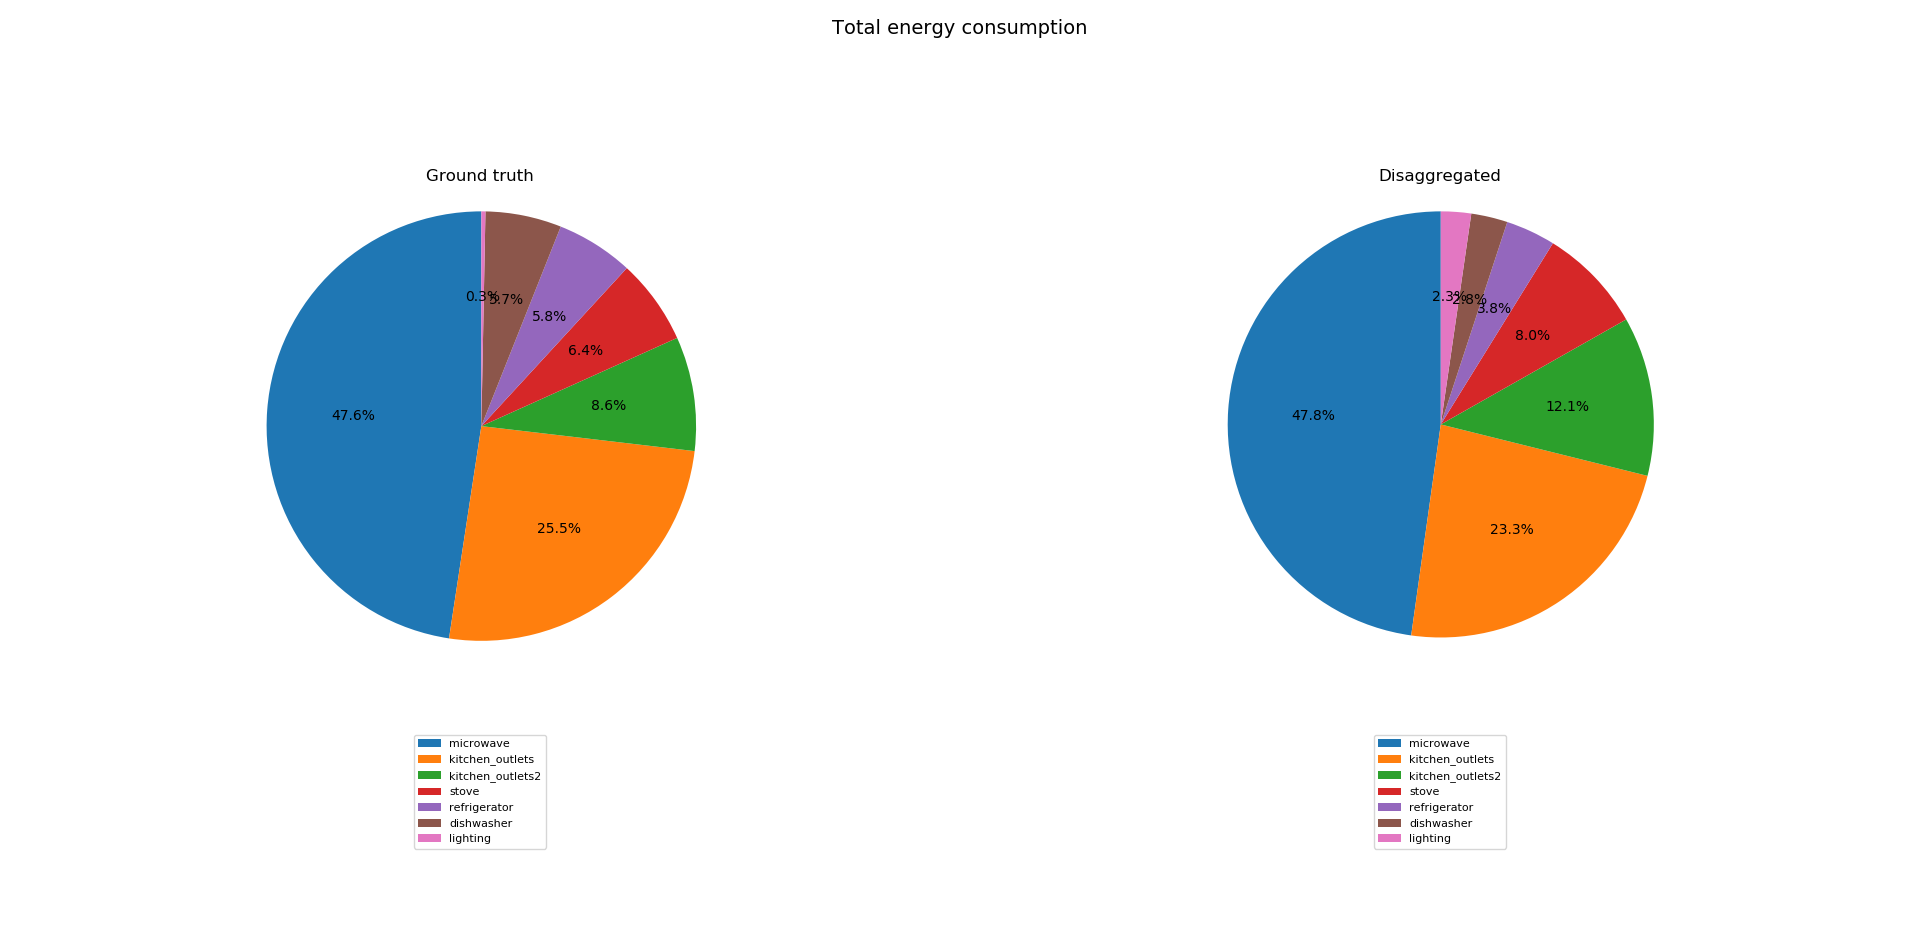 Total energy consumption
Ground truth
0.3%
5.7%
5.8%
6.4%
8.6%
47.6%
25.5%
microwave
kitchen_outlets
kitchen_outlets2
stove
refrigerator
dishwasher
lighting
Disaggregated
2.3%
2.8%
3.8%
8.0%
12.1%
47.8%
23.3%
microwave
kitchen_outlets
kitchen_outlets2
stove
refrigerator
dishwasher
lighting